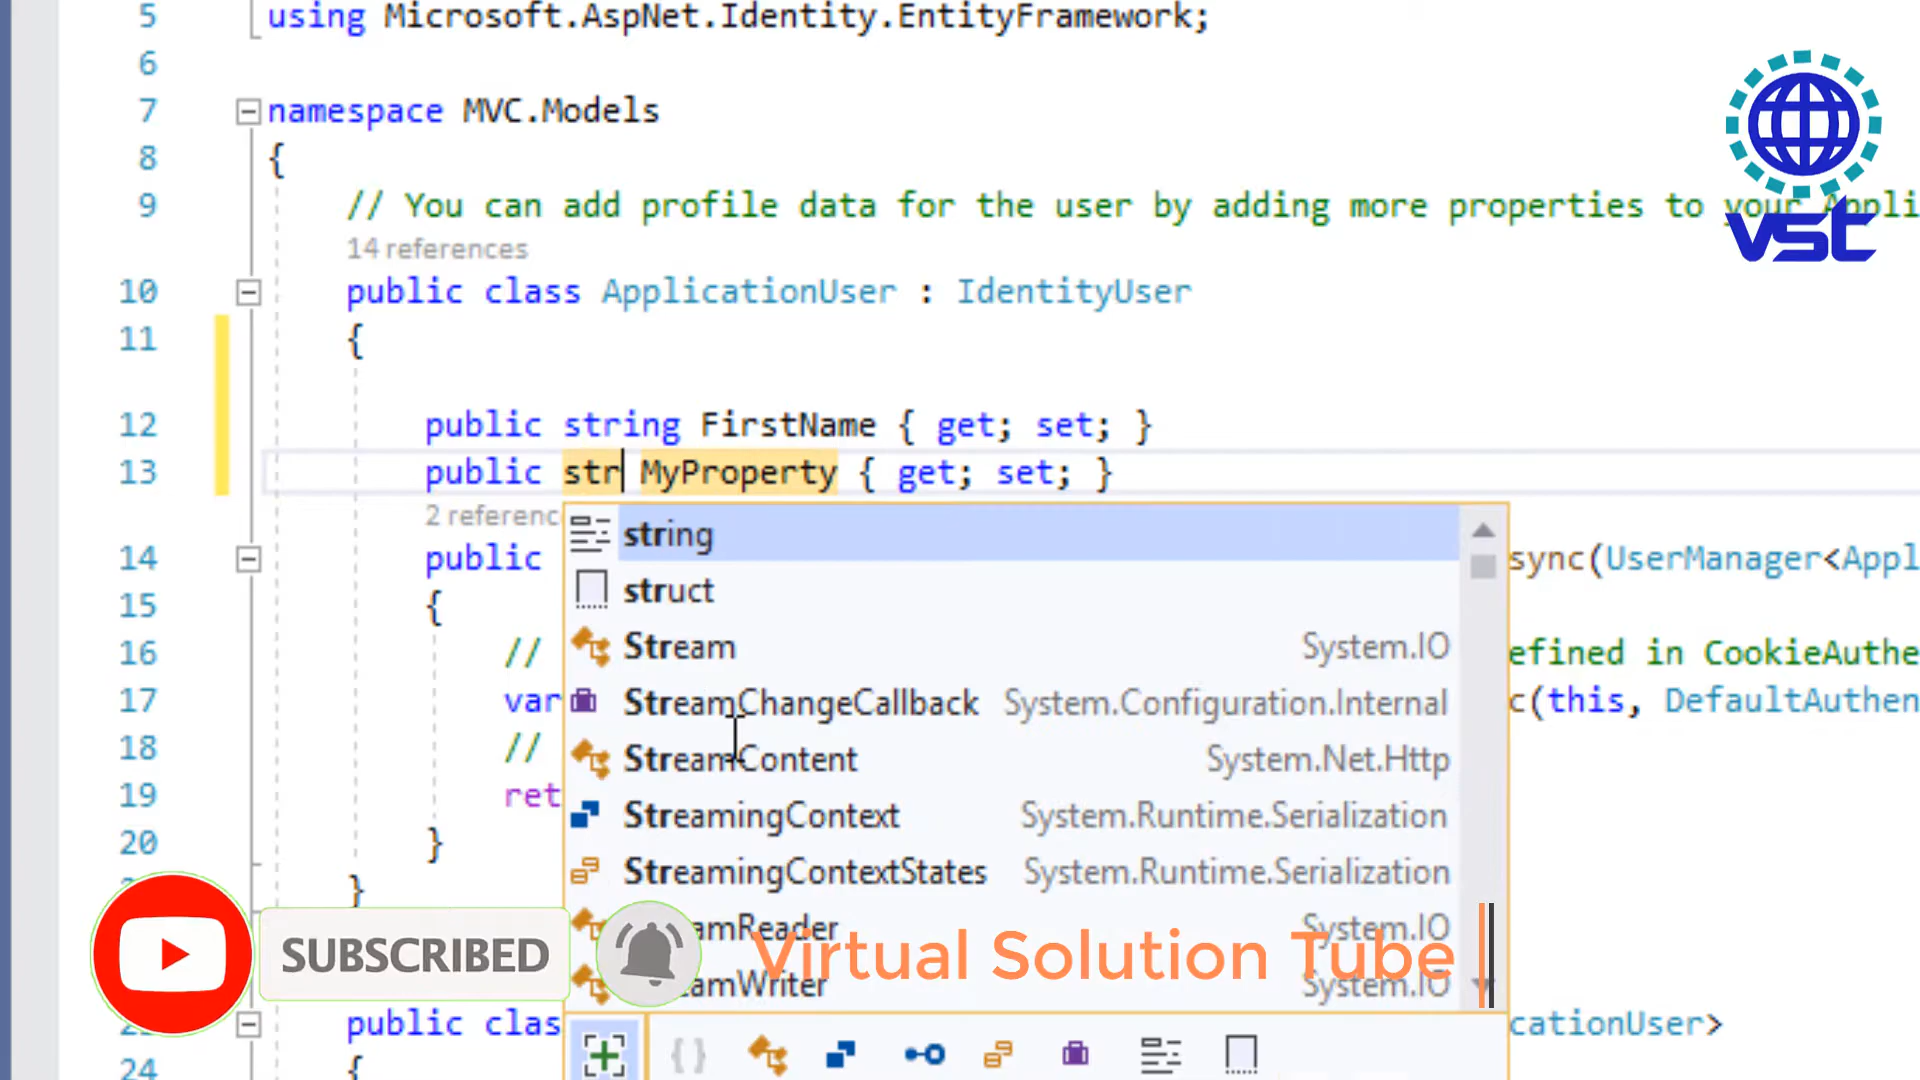 5 using Microsoft.AspNet.Identity.EntityFramework;
6
7 namespace MVC.Models
8 {
9 // You can add profile data for the user by adding more properties to your Appli
14 references
10 public class ApplicationUser : IdentityUser
11 {
12 public string FirstName { get; set; }
13 public str MyProperty { get; set; }
2 referenc
14 public sync(UserManager<Appl
15 {
16 // efined in CookieAuthe
17 var c(this, DefaultAuthen
18 //
19 ret
20 }
}
public clas cationUser>
24 {
string
struct
Stream System.IO
StreamChangeCallback System.Configuration.Internal
StreamContent System.Net.Http
StreamingContext System.Runtime.Serialization
StreamingContextStates System.Runtime.Serialization
amReader System.IO
amWriter System.IO
SUBSCRIBED
Virtual Solution Tube
vst